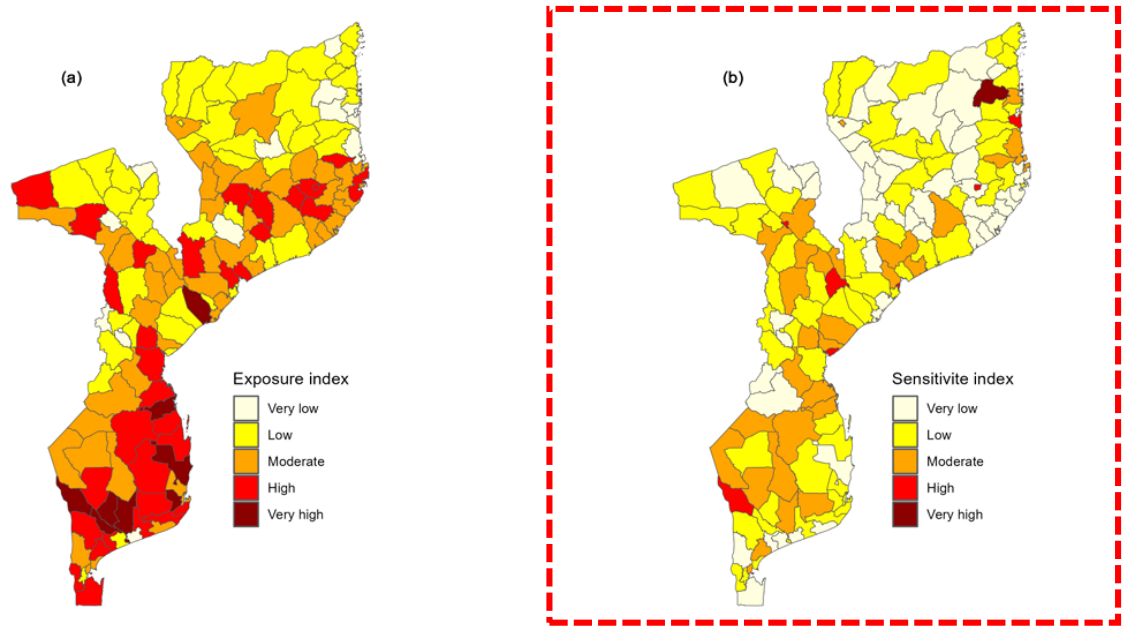 (a)
(b)
Exposure index
Very low
Low
Moderate
High
Very high
Sensitivite index
Very low
Low
Moderate
High
Very high